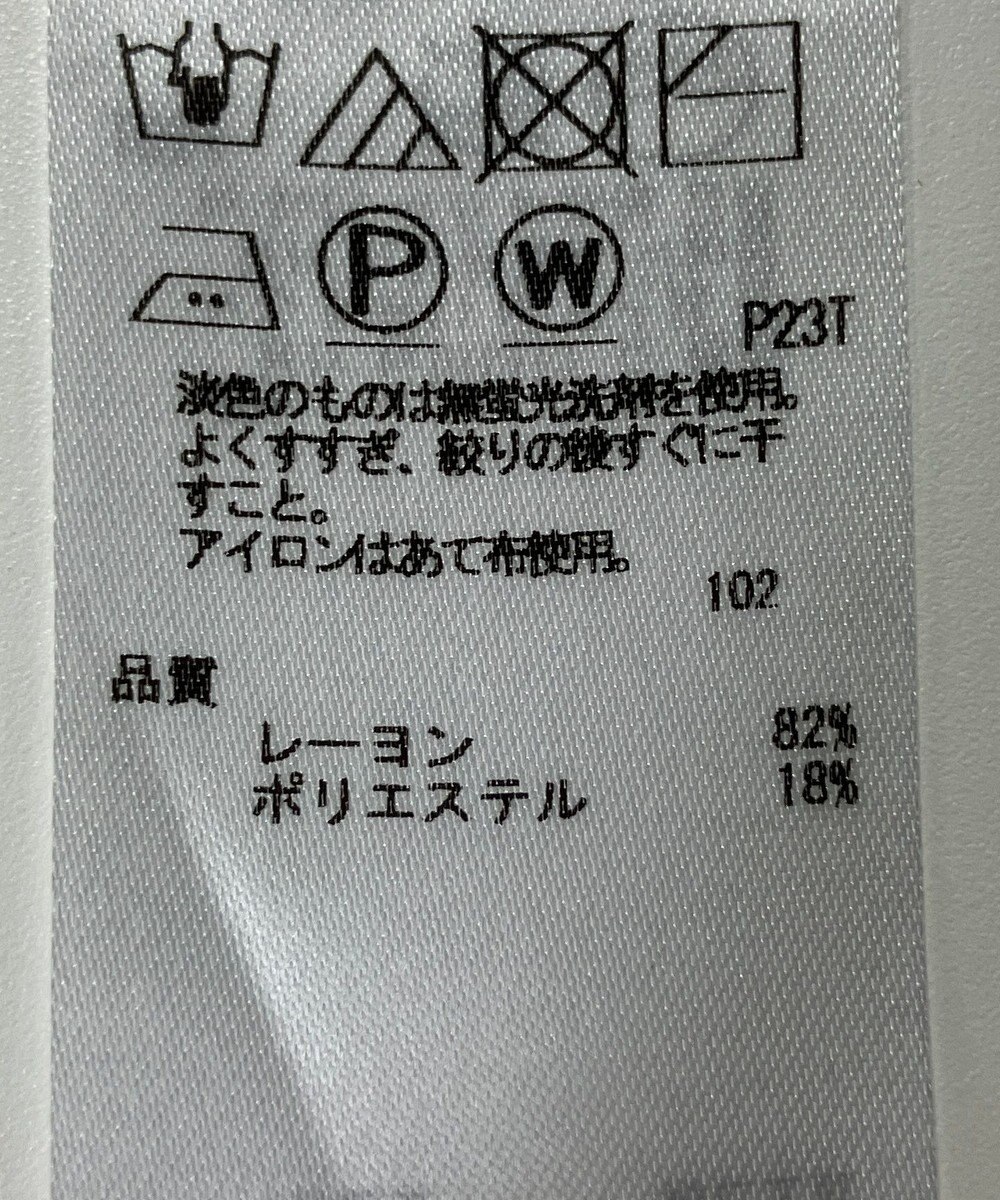 P W
P23T
淡色のものは無蛍光洗剤を使用。
よくすすぎ、絞りの後すぐに干
すこと。
アイロンはあて布使用。
102
品質
レーヨン 82%
ポリエステル 18%